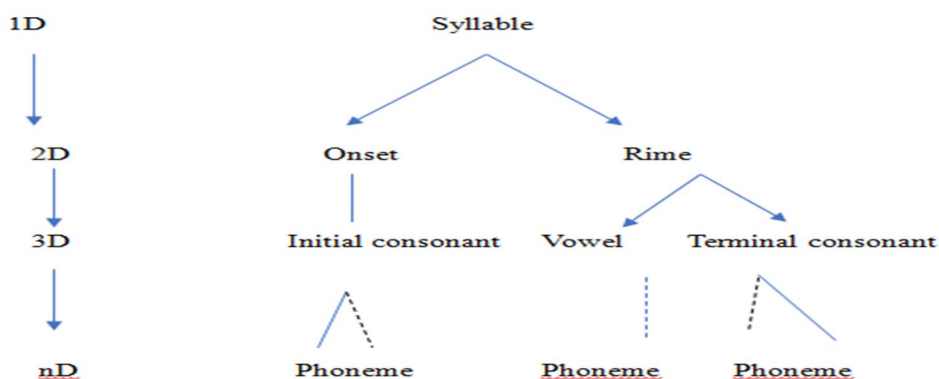 1D Syllable
2D Onset Rime
3D Initial consonant Vowel Terminal consonant
nD Phoneme Phoneme Phoneme